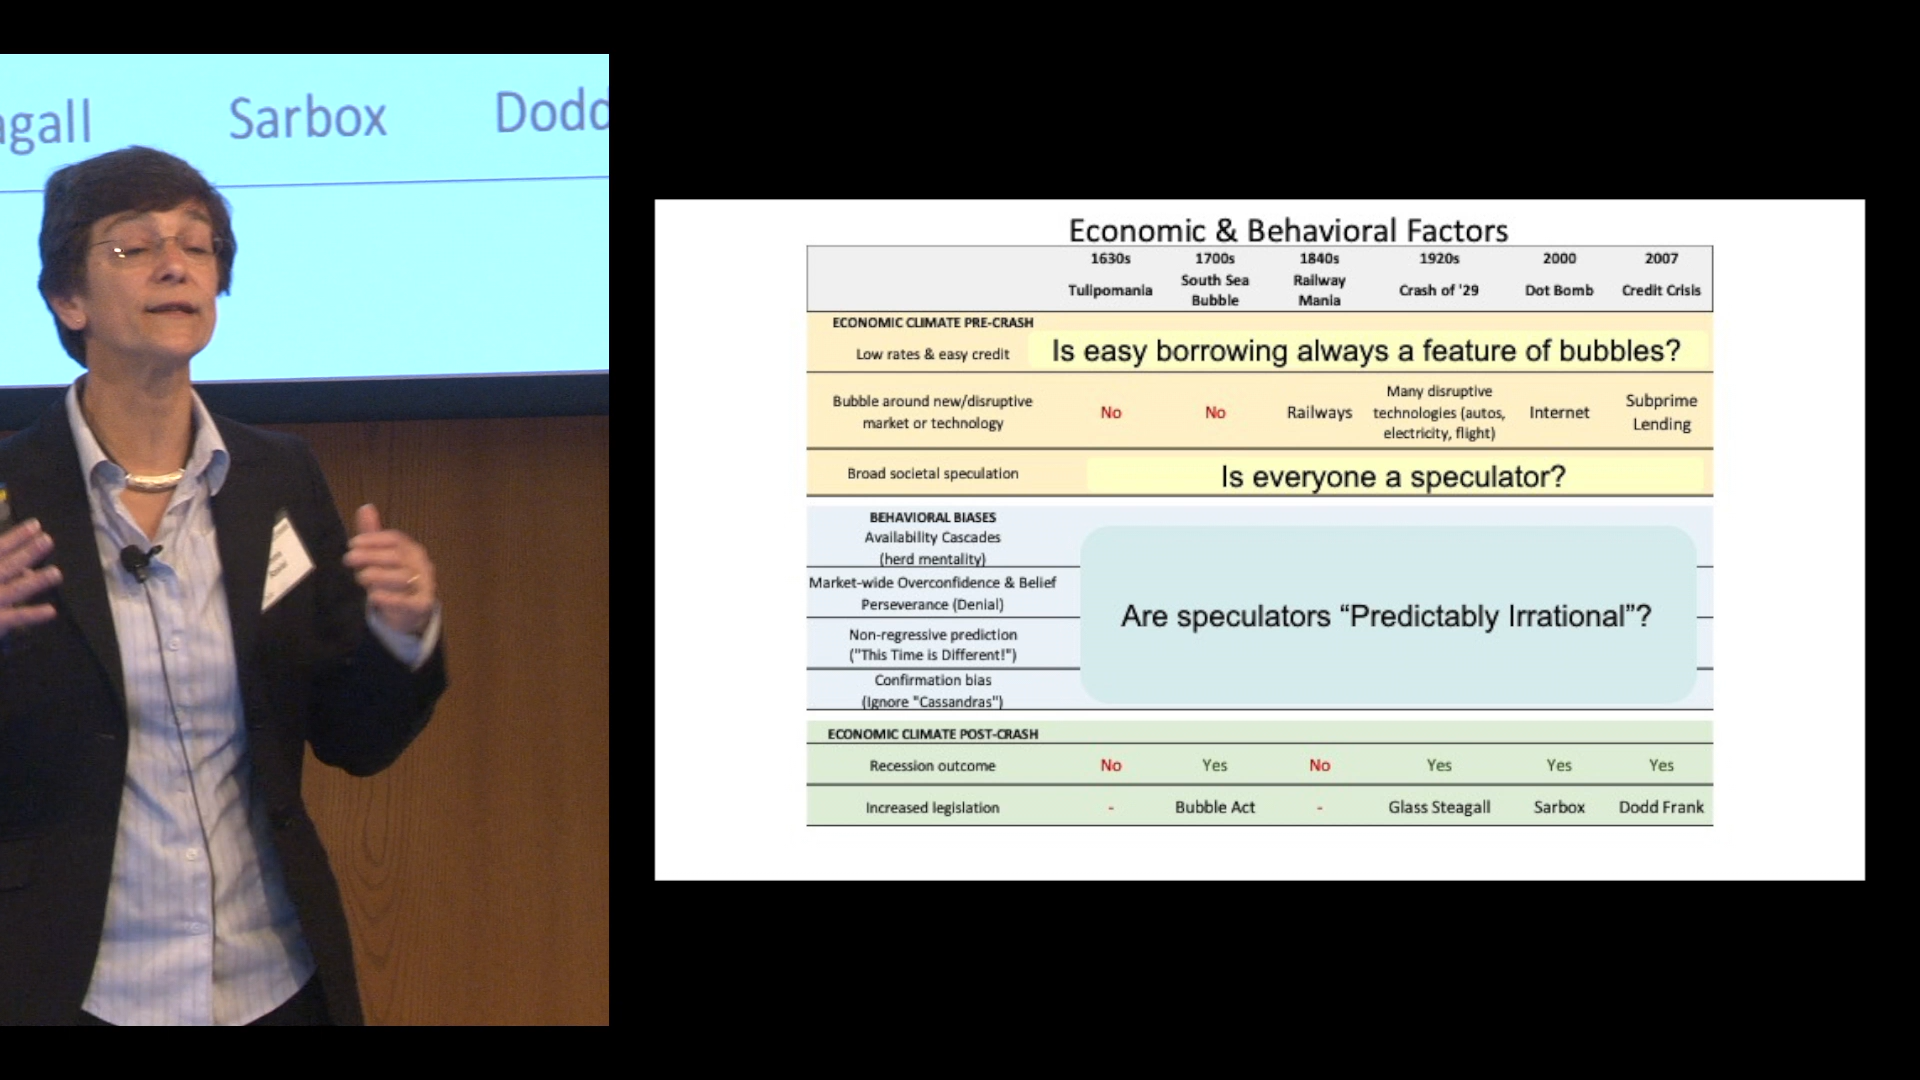 agall Sarbox Dodd
Economic & Behavioral Factors
1630s 1700s 1840s 1920s 2000 2007
Tulipomania South Sea Bubble Railway Mania Crash of '29 Dot Bomb Credit Crisis
ECONOMIC CLIMATE PRE-CRASH
Low rates & easy credit Is easy borrowing always a feature of bubbles?
Bubble around new/disruptive market or technology No No Railways Many disruptive technologies (autos, electricity, flight) Internet Subprime Lending
Broad societal speculation Is everyone a speculator?
BEHAVIORAL BIASES
Availability Cascades
(herd mentality)
Market-wide Overconfidence & Belief
Perseverance (Denial)
Are speculators “Predictably Irrational”?
Non-regressive prediction
("This Time is Different!")
Confirmation bias
(Ignore "Cassandras")
ECONOMIC CLIMATE POST-CRASH
Recession outcome No Yes No Yes Yes Yes
Increased legislation - Bubble Act - Glass Steagall Sarbox Dodd Frank